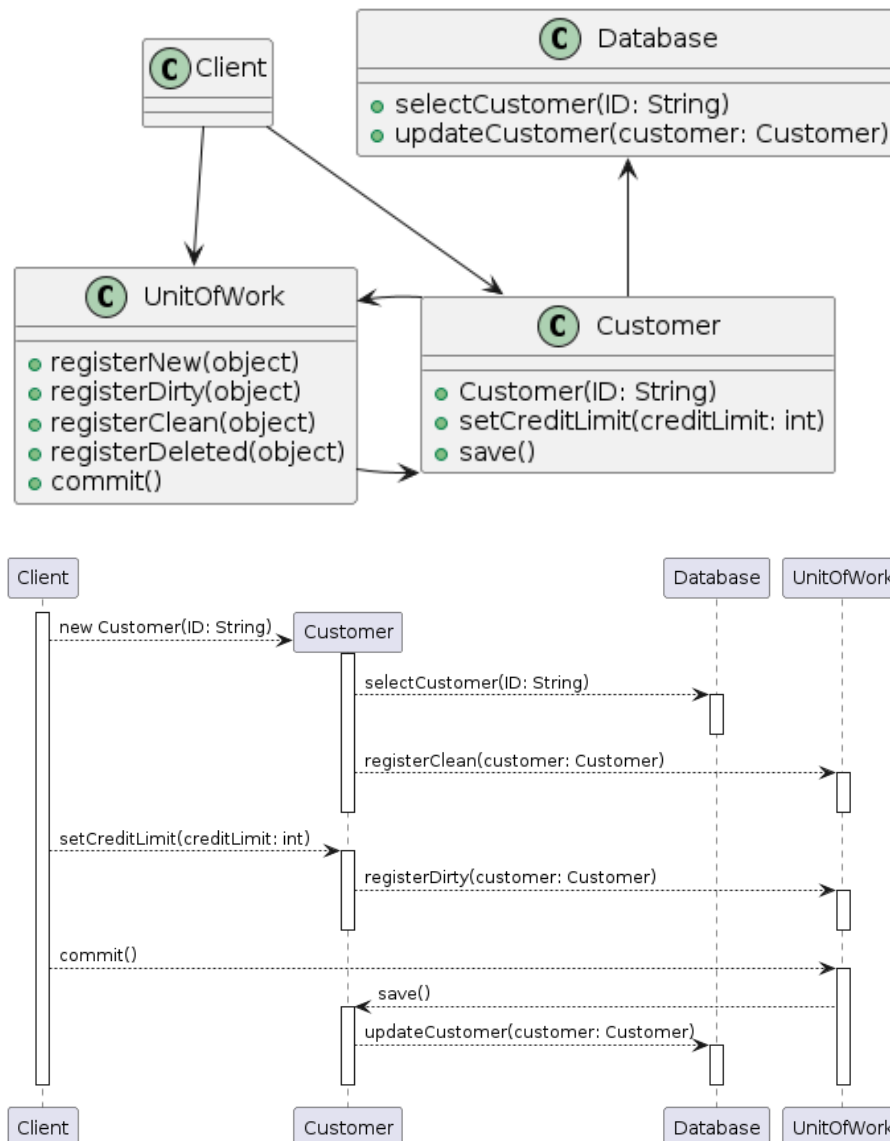 C Client
C Database
selectCustomer(ID: String)
updateCustomer(customer: Customer)
C UnitOfWork
registerNew(object)
registerDirty(object)
registerClean(object)
registerDeleted(object)
commit()
C Customer
Customer(ID: String)
setCreditLimit(creditLimit: int)
save()
Client
Database
UnitOfWork
new Customer(ID: String)
Customer
selectCustomer(ID: String)
registerClean(customer: Customer)
setCreditLimit(creditLimit: int)
registerDirty(customer: Customer)
commit()
save()
updateCustomer(customer: Customer)
Client
Customer
Database
UnitOfWork